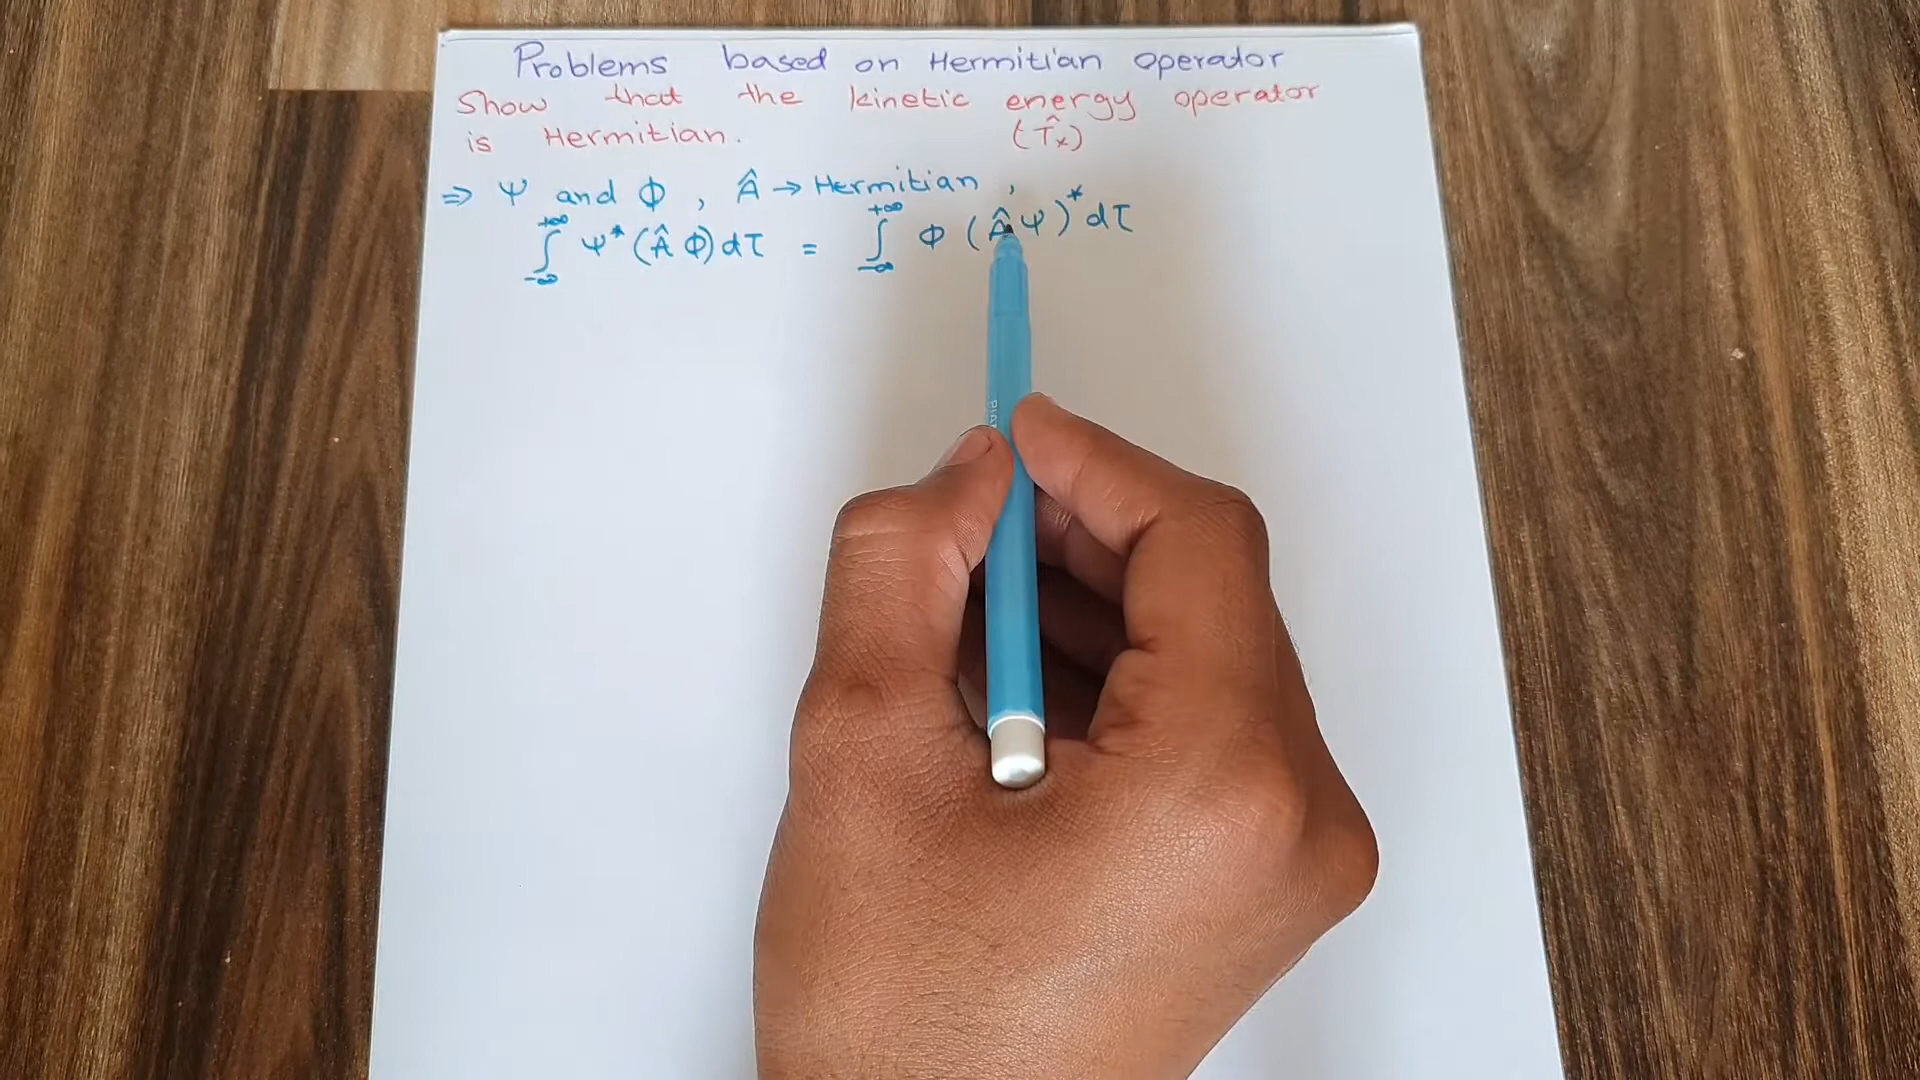 Problems based on Hermitian operator
Show that the kinetic energy operator
is Hermitian. (T̂ₓ)
⇒ Ψ and Φ , Â → Hermitian ,
∫₋∞⁺∞ Ψ* (Â Φ) dτ = ∫₋∞⁺∞ Φ (Â Ψ)* dτ